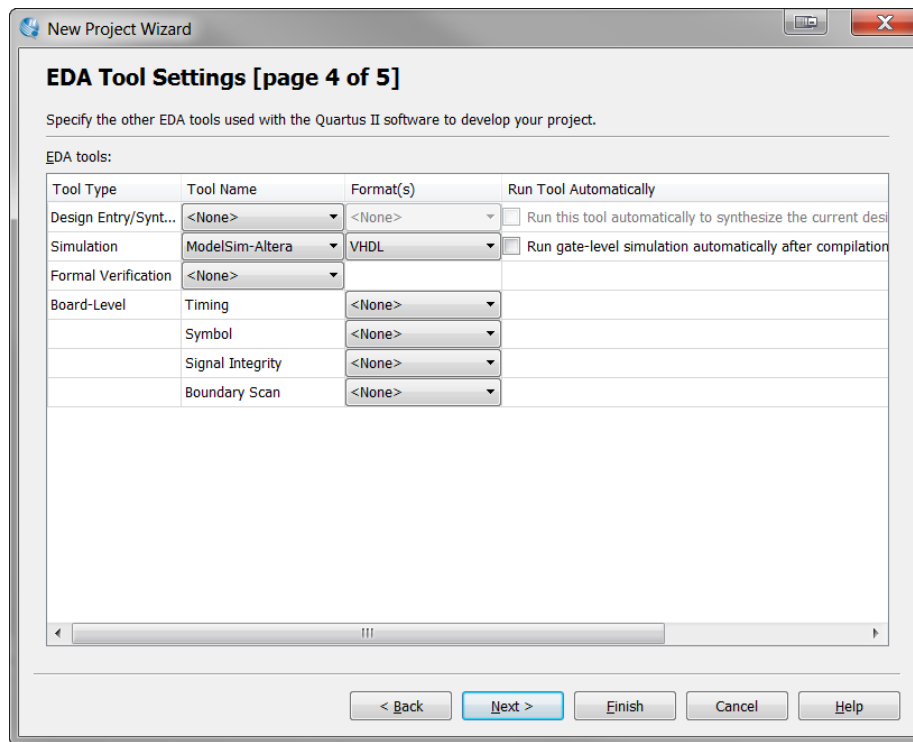 New Project Wizard
EDA Tool Settings [page 4 of 5]
Specify the other EDA tools used with the Quartus II software to develop your project.
EDA tools:
Tool Type Tool Name Format(s) Run Tool Automatically
Design Entry/Synt... <None> <None> Run this tool automatically to synthesize the current desi
Simulation ModelSim-Altera VHDL Run gate-level simulation automatically after compilation
Formal Verification <None>
Board-Level Timing <None>
Symbol <None>
Signal Integrity <None>
Boundary Scan <None>
< Back Next > Finish Cancel Help